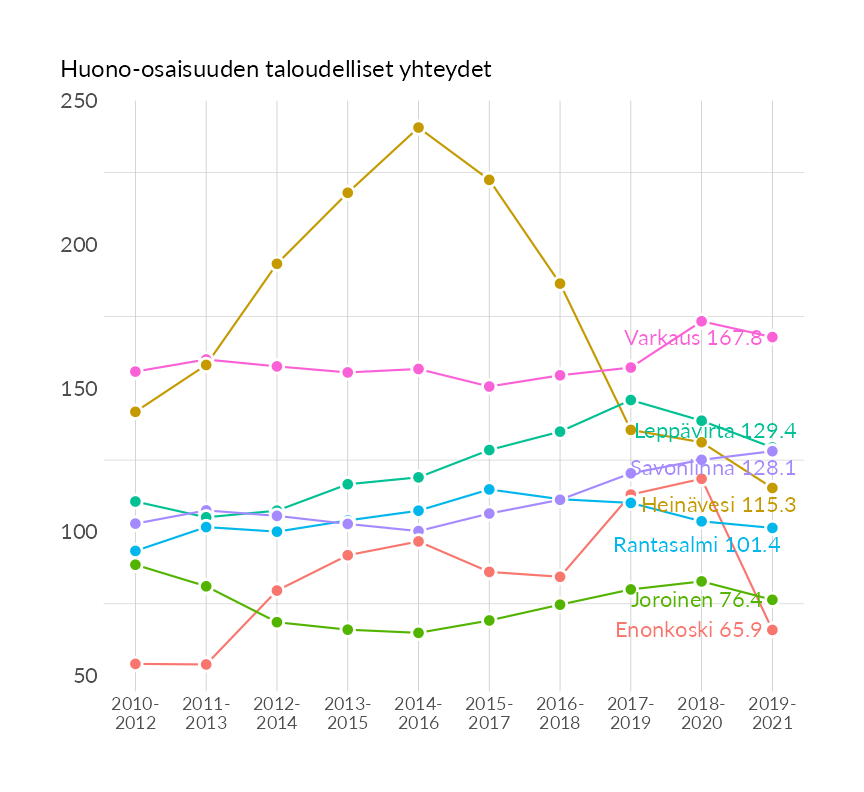 Huono-osaisuuden taloudelliset yhteydet
250
200
150
100
50
Varkaus 167.8
Leppävirta 129.4
Savonlinna 128.1
Heinävesi 115.3
Rantasalmi 101.4
Joroinen 76.4
Enonkoski 65.9
2010- 2011- 2012- 2013- 2014- 2015- 2016- 2017- 2018- 2019-
2012 2013 2014 2015 2016 2017 2018 2019 2020 2021